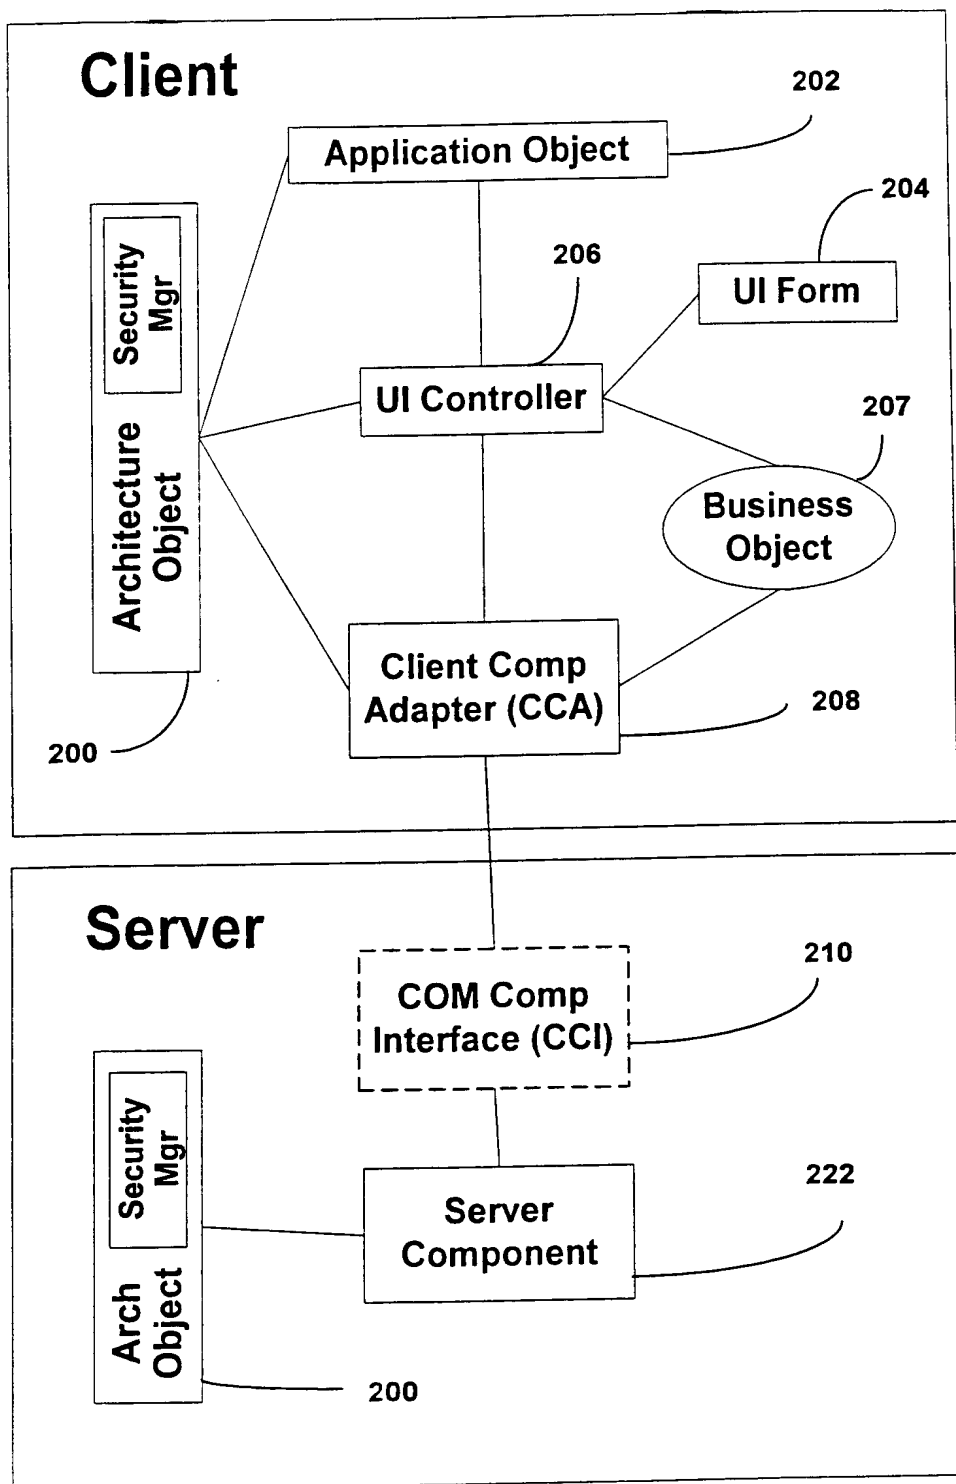 Client
202
Application Object
204
Security
Mgr
206
UI Form
UI Controller
207
Architecture
Object
Business
Object
Client Comp
Adapter (CCA)
208
200
Server
210
COM Comp
Interface (CCI)
Security
Mgr
222
Server
Component
Arch
Object
200